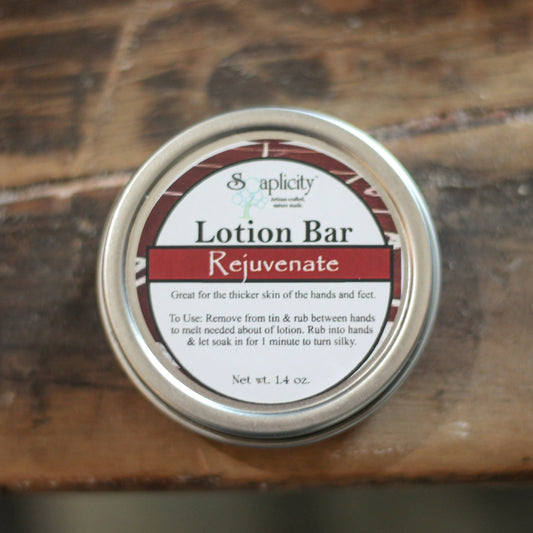 Soaplicity
Artisan crafted,
nature made.
Lotion Bar
Rejuvenate
Great for the thicker skin of the hands and feet.
To Use: Remove from tin & rub between hands
to melt needed about of lotion. Rub into hands
& let soak in for 1 minute to turn silky.
Net wt. 1.4 oz.